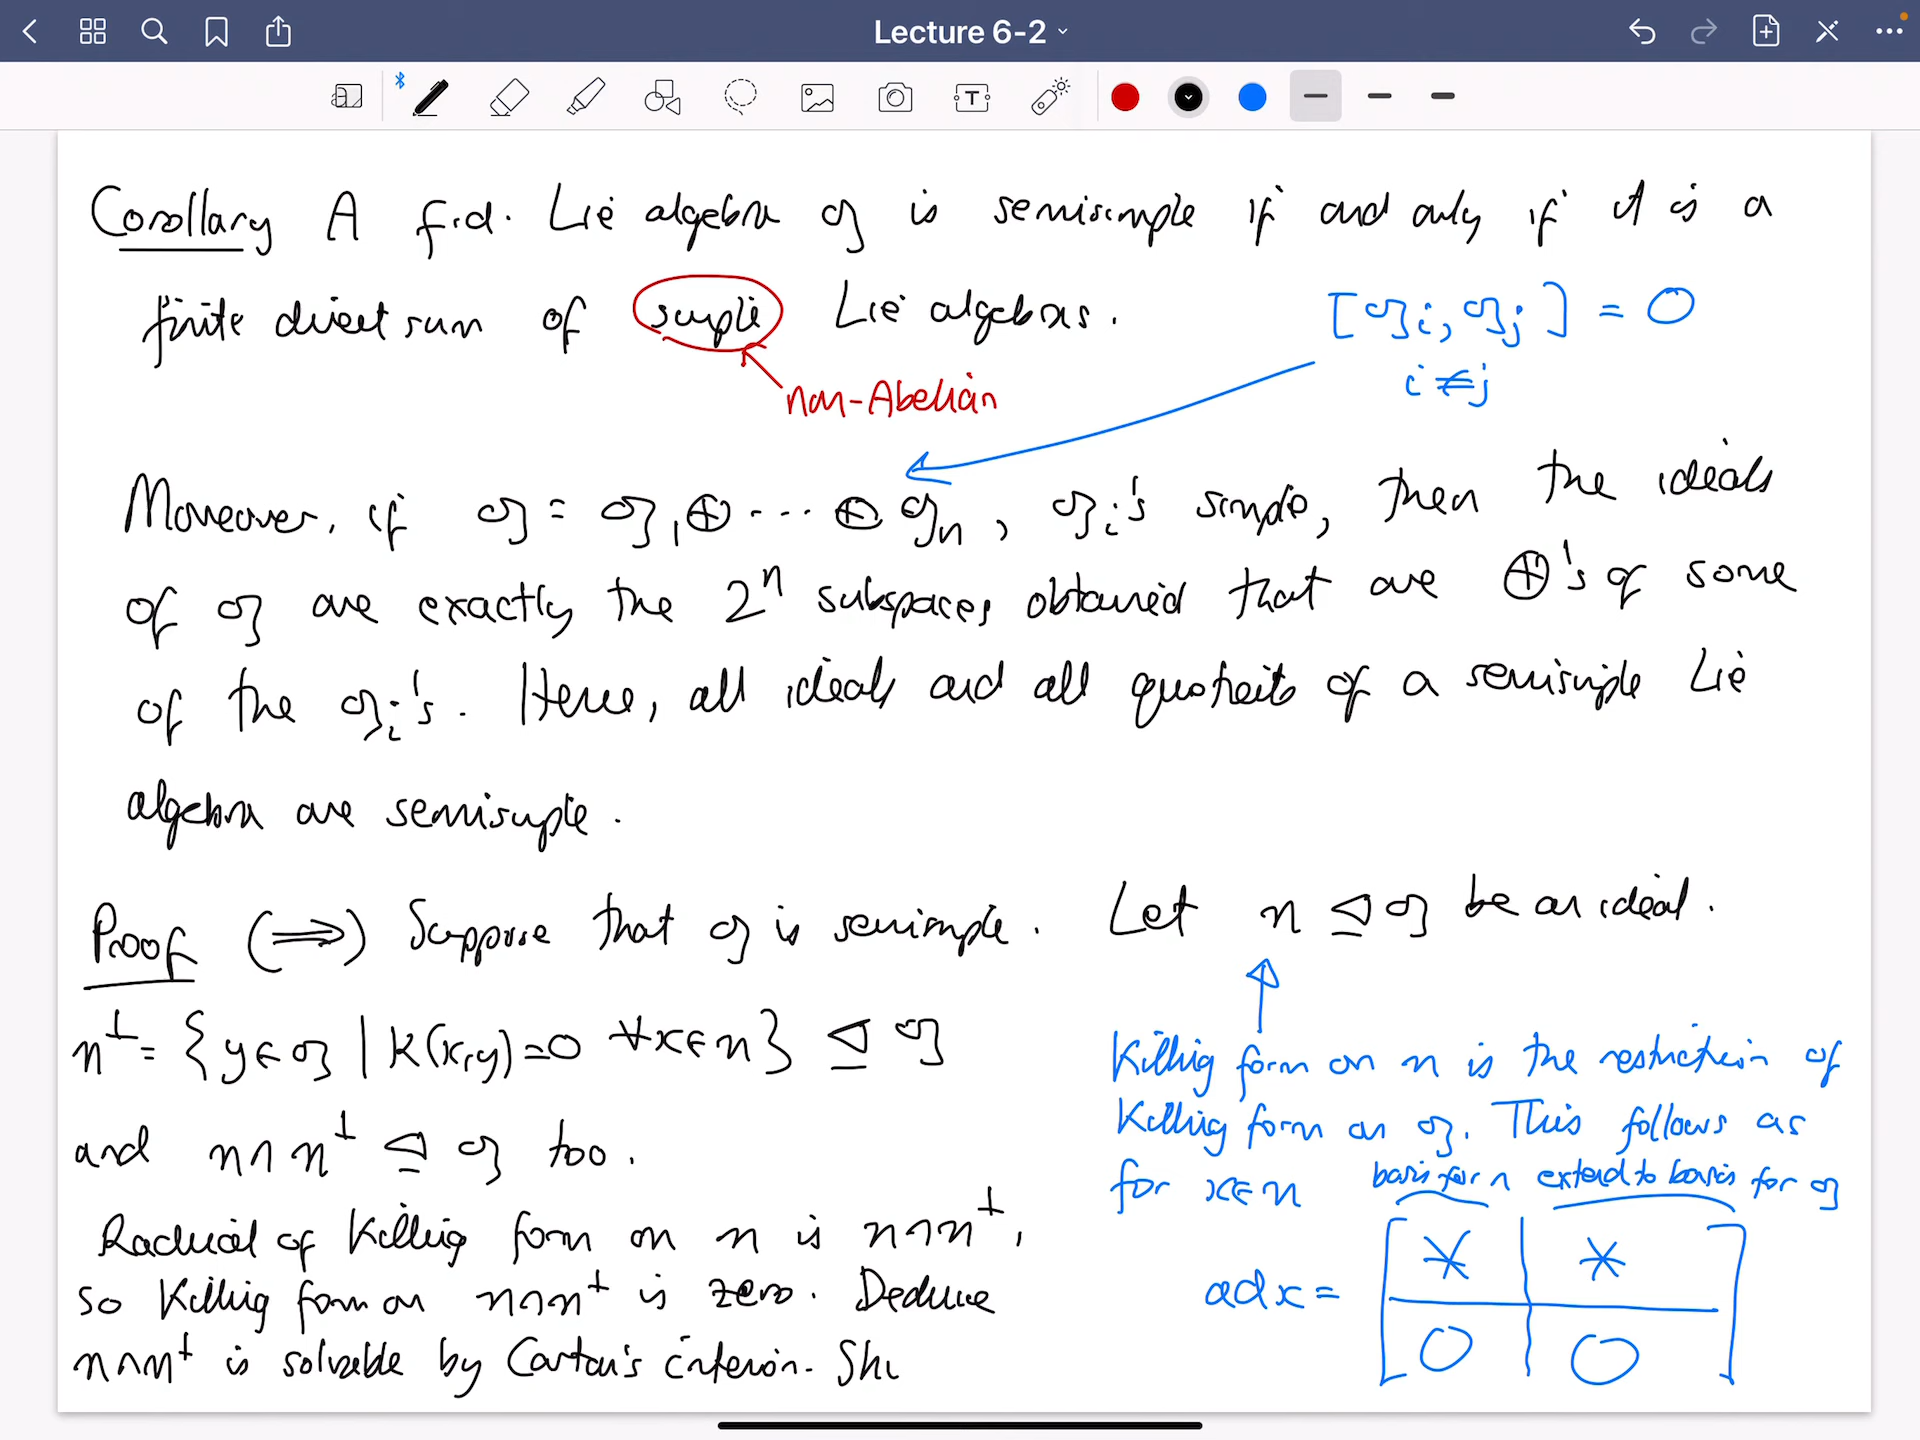 Lecture 6-2
Corollary A f.d. Lie algebra 𝔤 is semisimple if and only if it is a
finite direct sum of simple Lie algebras.
non-Abelian
[𝔤ᵢ, 𝔤ⱼ] = 0
i ≠ j
Moreover, if 𝔤 = 𝔤₁ ⊕ ··· ⊕ 𝔤ₙ, 𝔤ᵢ's simple, then the ideals
of 𝔤 are exactly the 2ⁿ subspaces obtained that are ⊕'s of some
of the 𝔤ᵢ's. Hence, all ideals and all quotients of a semisimple Lie
algebra are semisimple.
Proof (⟹) Suppose that 𝔤 is semisimple. Let n ⊴ 𝔤 be an ideal.
n^⊥ = {y ∈ 𝔤 | K(x,y) = 0 ∀x ∈ n} ⊴ 𝔤
and n ∩ n^⊥ ⊴ 𝔤 too.
Radical of Killing form on n is n ∩ n^⊥,
so Killing form on n ∩ n^⊥ is zero. Deduce
n ∩ n^⊥ is solvable by Cartan's criterion. Shi
Killing form on n is the restriction of
Killing form on 𝔤. This follows as
for x ∈ n basis for n extend to basis for 𝔤
ad x = [ * | *
0 | 0 ]